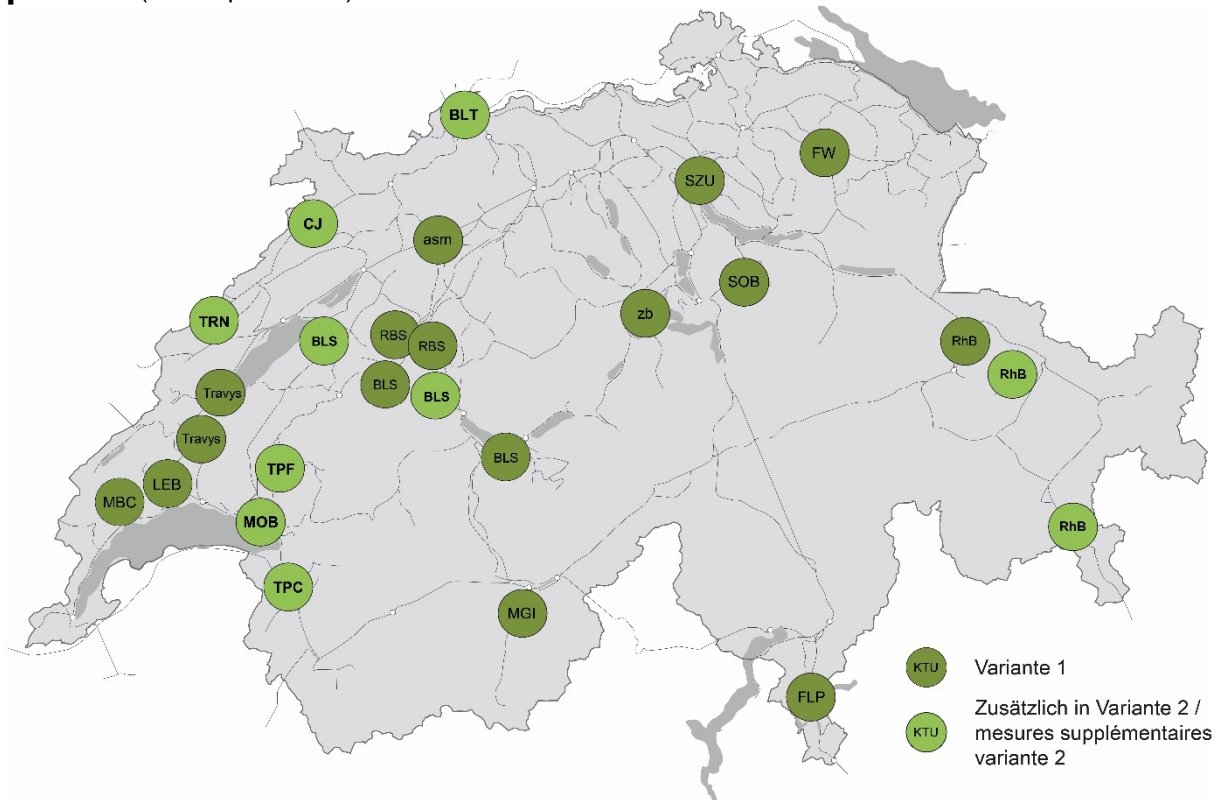 BLT
FW
SZU
CJ
asm
SOB
zb
TRN
RBS
BLS
RBS
RhB
RhB
BLS
BLS
Travys
Travys
BLS
TPF
LEB
MBC
MOB
RhB
TPC
MGI
KTU Variante 1
FLP
KTU Zusätzlich in Variante 2 /
mesures supplémentaires
variante 2